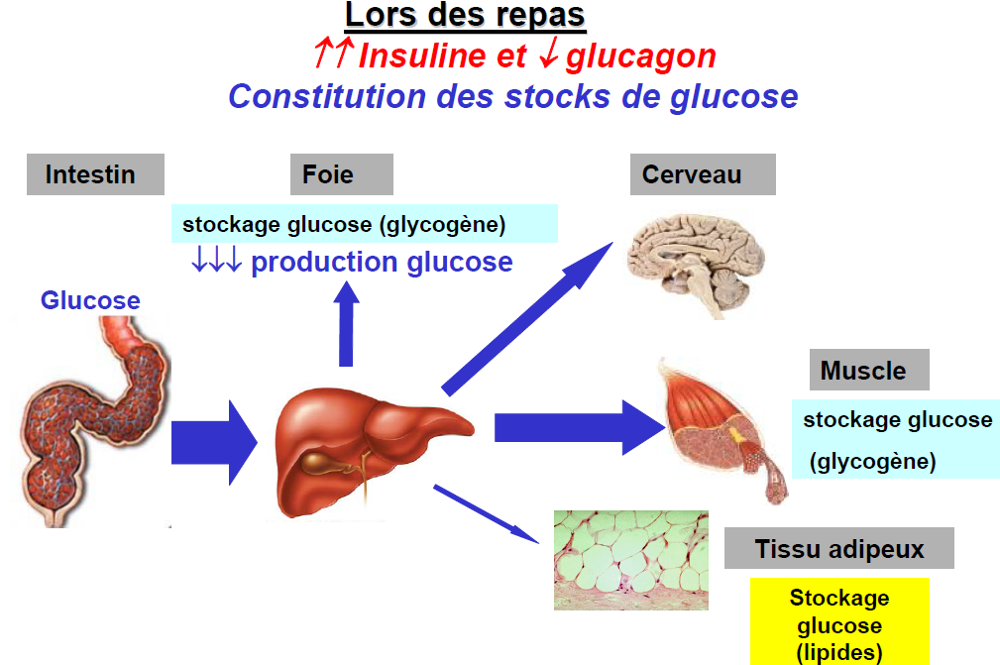 Lors des repas
↑↑ Insuline et ↓ glucagon
Constitution des stocks de glucose
Intestin
Foie
Cerveau
stockage glucose (glycogène)
↓↓↓ production glucose
Glucose
Muscle
stockage glucose
(glycogène)
Tissu adipeux
Stockage
glucose
(lipides)